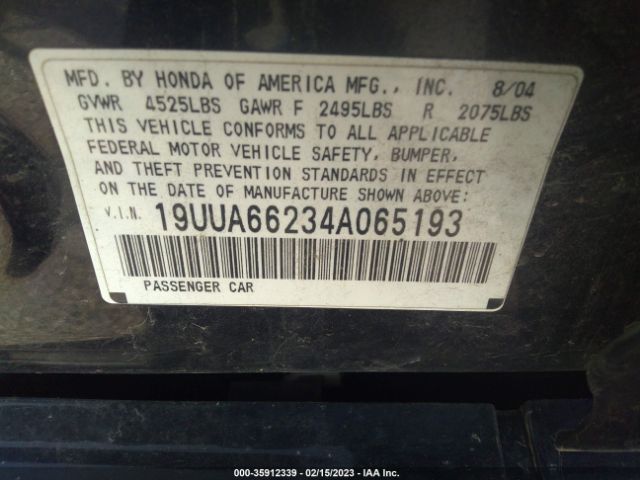 MFD. BY HONDA OF AMERICA MFG., INC. 8/04
GVWR 4525LBS GAWR F 2495LBS R 2075LBS
THIS VEHICLE CONFORMS TO ALL APPLICABLE
FEDERAL MOTOR VEHICLE SAFETY, BUMPER,
AND THEFT PREVENTION STANDARDS IN EFFECT
ON THE DATE OF MANUFACTURE SHOWN ABOVE:
V.I.N. 19UUA66234A065193
PASSENGER CAR
000-35912339 - 02/15/2023 - IAA Inc.